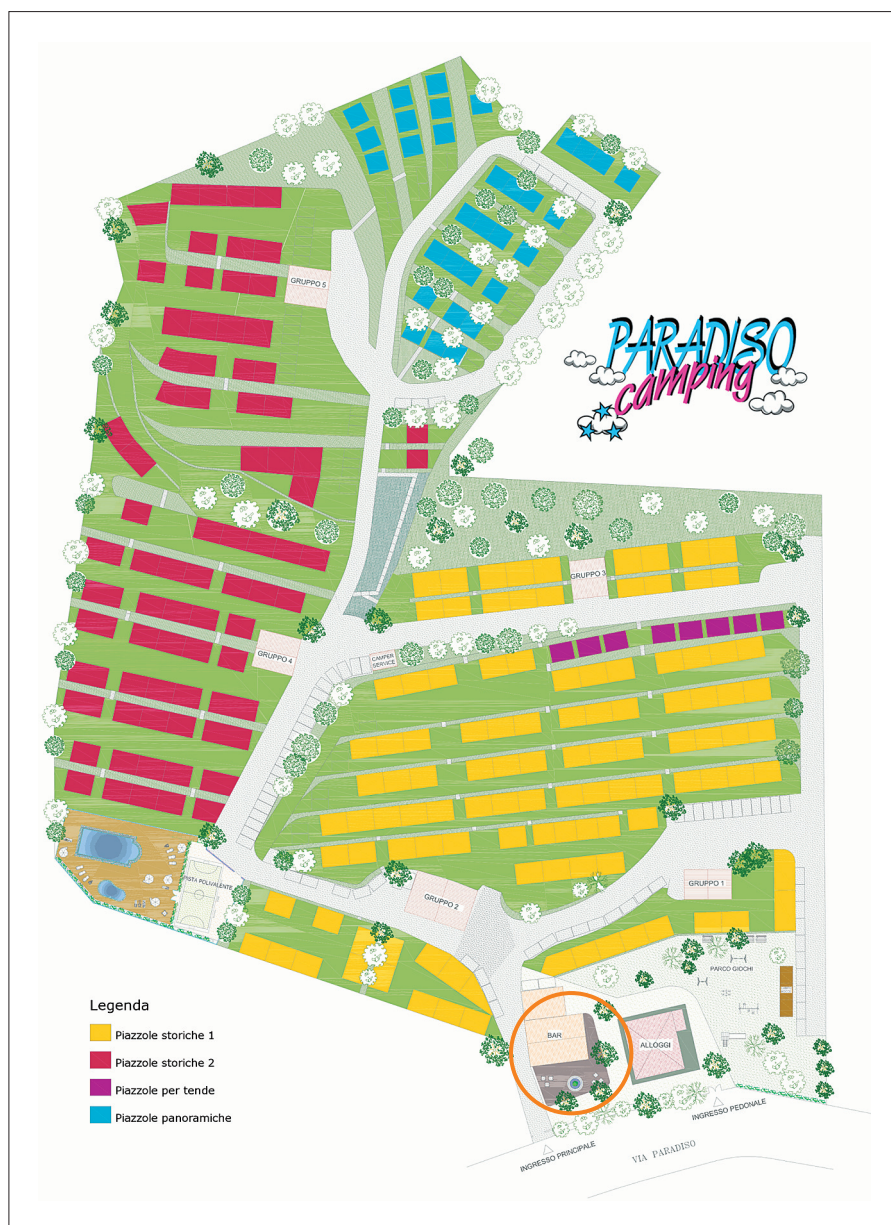 GRUPPO 5
PARADISO
camping
GRUPPO 3
GRUPPO 4
CAMPER
SERVICE
PISTA POLIVALENTE
GRUPPO 2
GRUPPO 1
PARCO GIOCHI
BAR
ALLOGGI
INGRESSO PEDONALE
INGRESSO PRINCIPALE
VIA PARADISO
Legenda
Piazzole storiche 1
Piazzole storiche 2
Piazzole per tende
Piazzole panoramiche